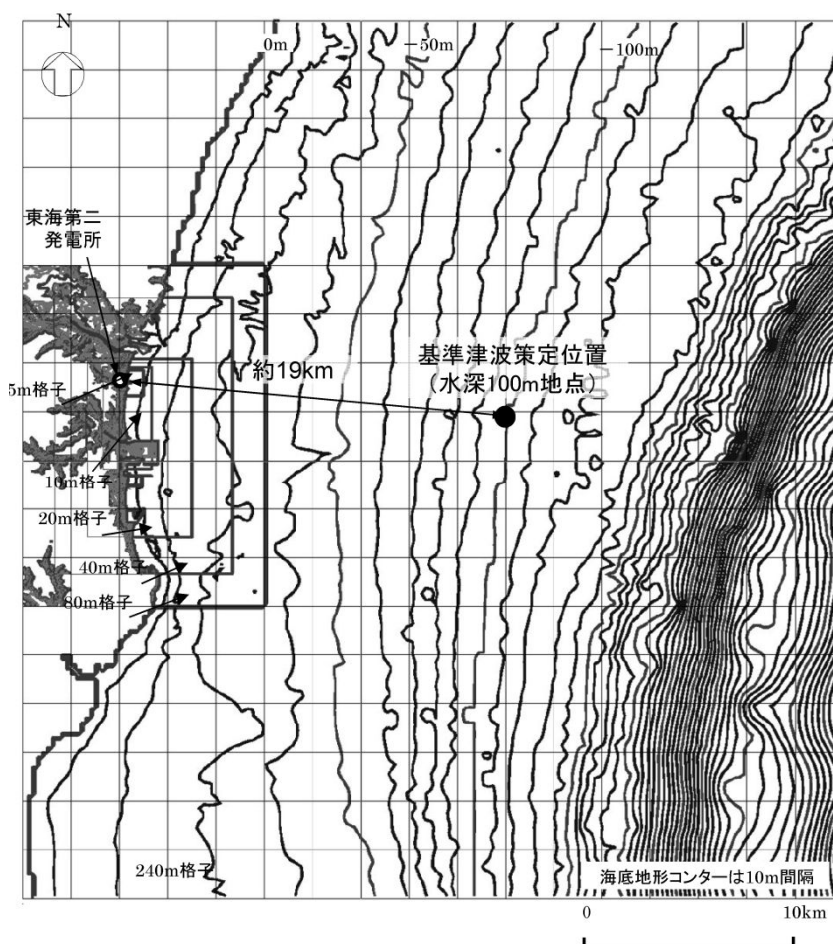 N
0m
-50m
-100m
東海第二
発電所
基準津波策定位置
(水深100m地点)
約19km
5m格子
10m格子
20m格子
40m格子
80m格子
240m格子
海底地形コンターは10m間隔
0
10km